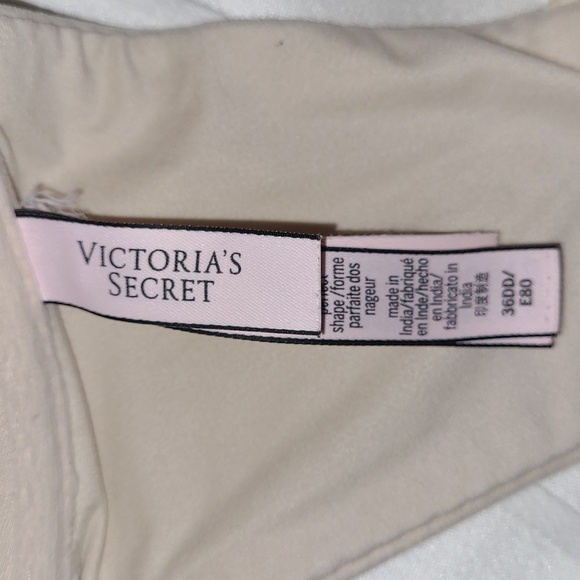 VICTORIA'S
SECRET
perfect
shape/forme
parfaite dos
nageur
made in
India/fabriqué
en Inde/hecho
en India/
fabbricato in
India
印度制造
36DD/
E80